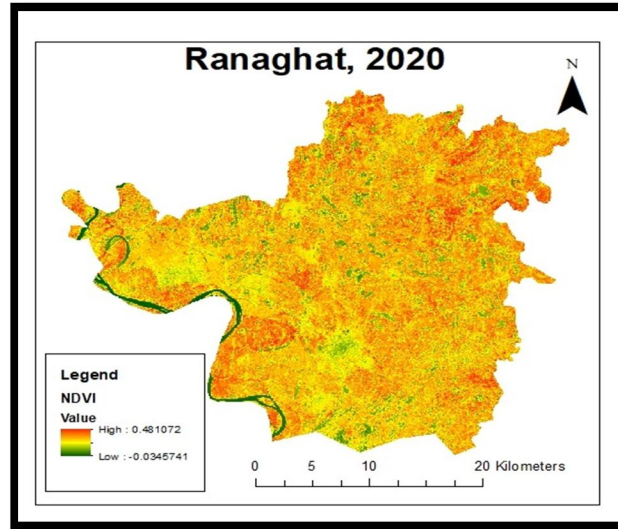 Ranaghat, 2020
N
Legend
NDVI
Value
High : 0.481072
Low : -0.0345741
0 5 10 20 Kilometers